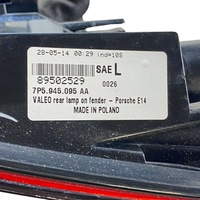 28-05-14 00 29 Ind=10S
SAE L
89502529 0026
7P5.945.095 AA
VALEO rear lamp on fender - Porsche E14
MADE IN POLAND